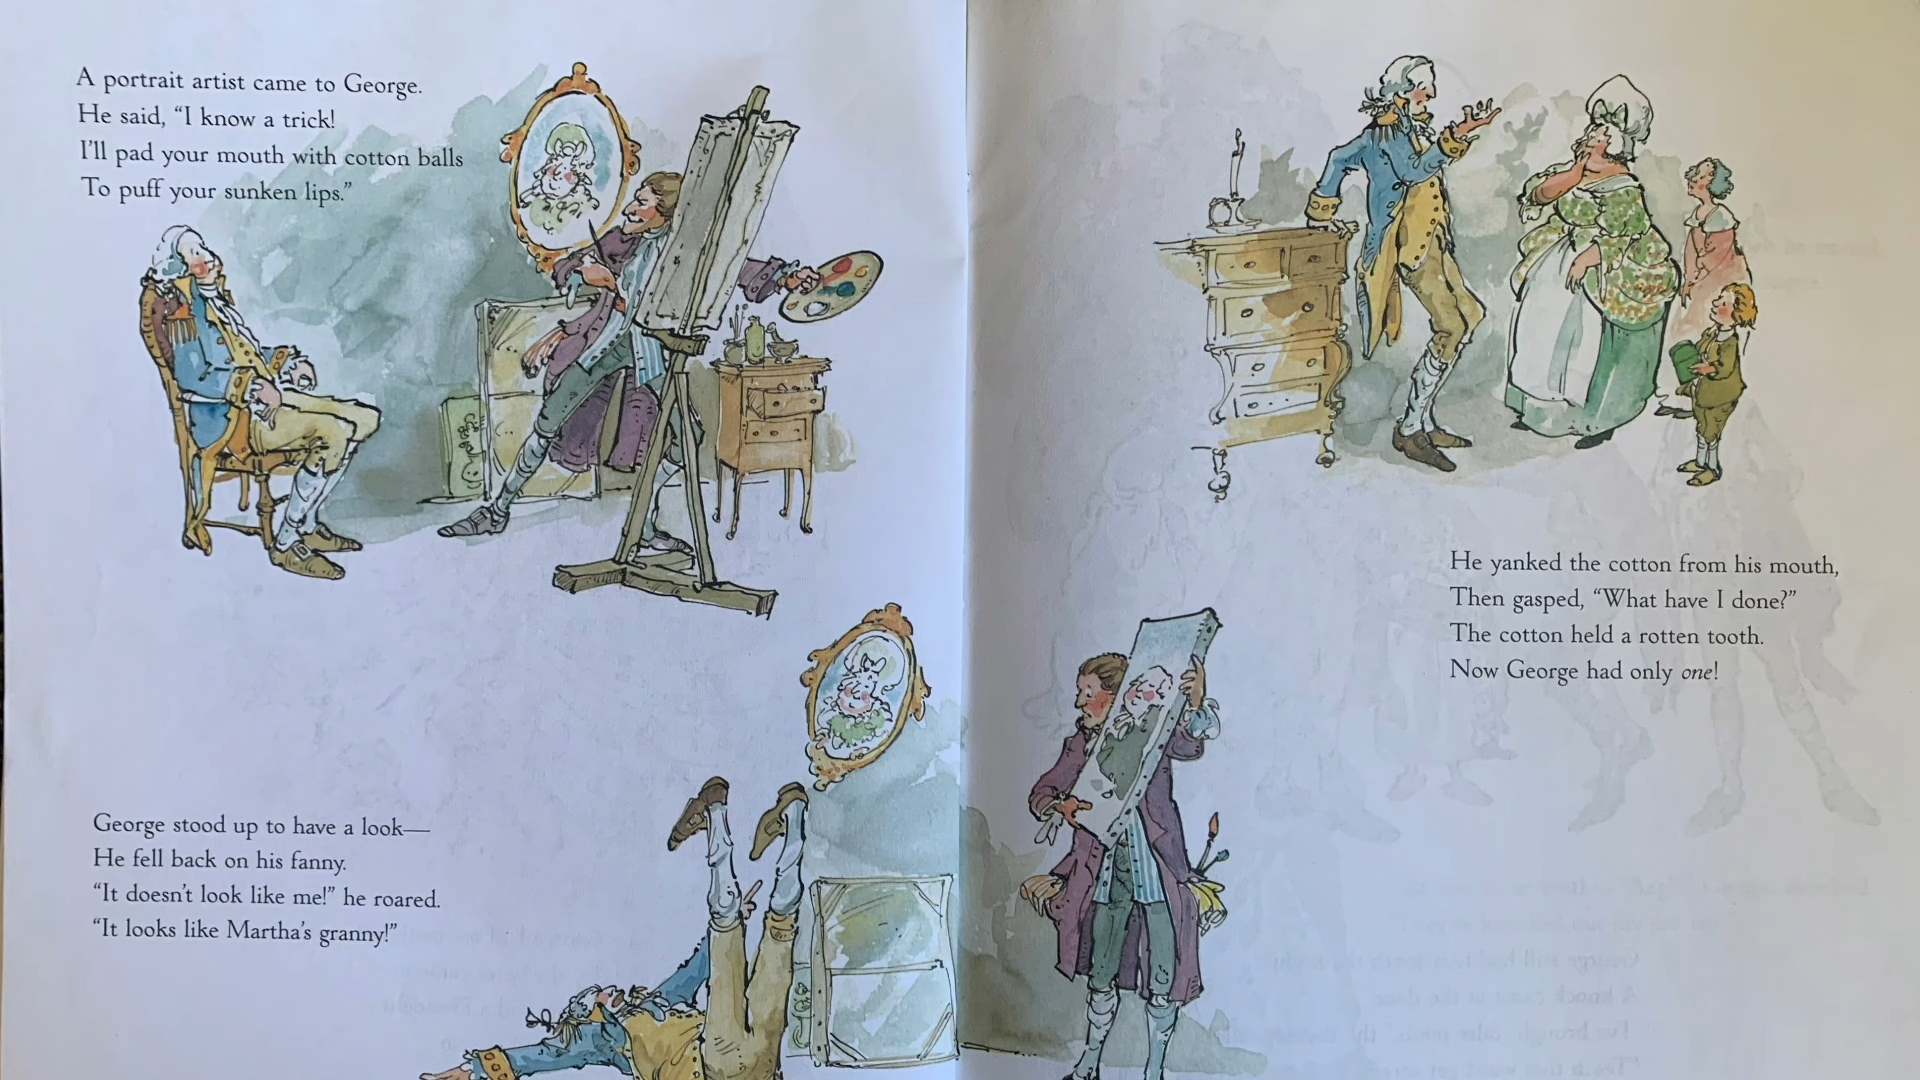 A portrait artist came to George.
He said, “I know a trick!
I’ll pad your mouth with cotton balls
To puff your sunken lips.”
George stood up to have a look—
He fell back on his fanny.
“It doesn’t look like me!” he roared.
“It looks like Martha’s granny!”
He yanked the cotton from his mouth,
Then gasped, “What have I done?”
The cotton held a rotten tooth.
Now George had only one!